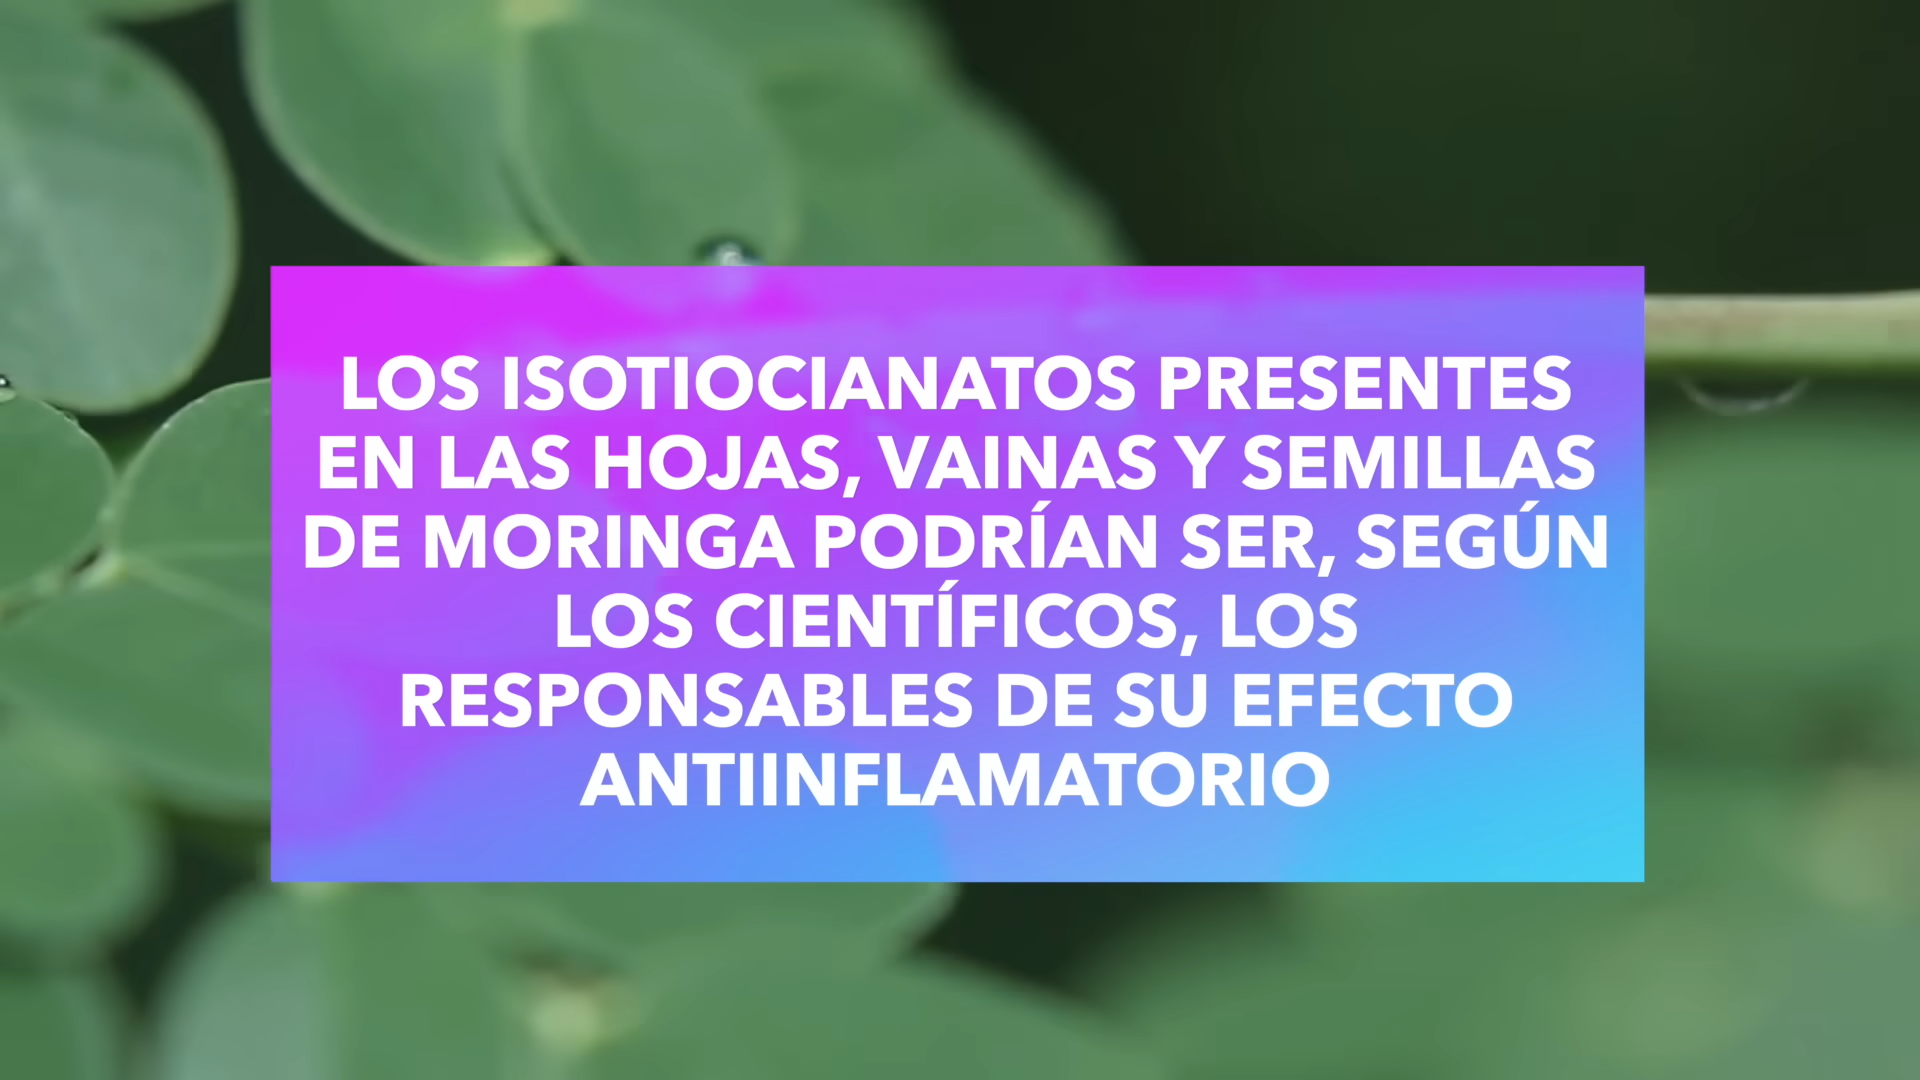 LOS ISOTIOCIANATOS PRESENTES
EN LAS HOJAS, VAINAS Y SEMILLAS
DE MORINGA PODRÍAN SER, SEGÚN
LOS CIENTÍFICOS, LOS
RESPONSABLES DE SU EFECTO
ANTIINFLAMATORIO